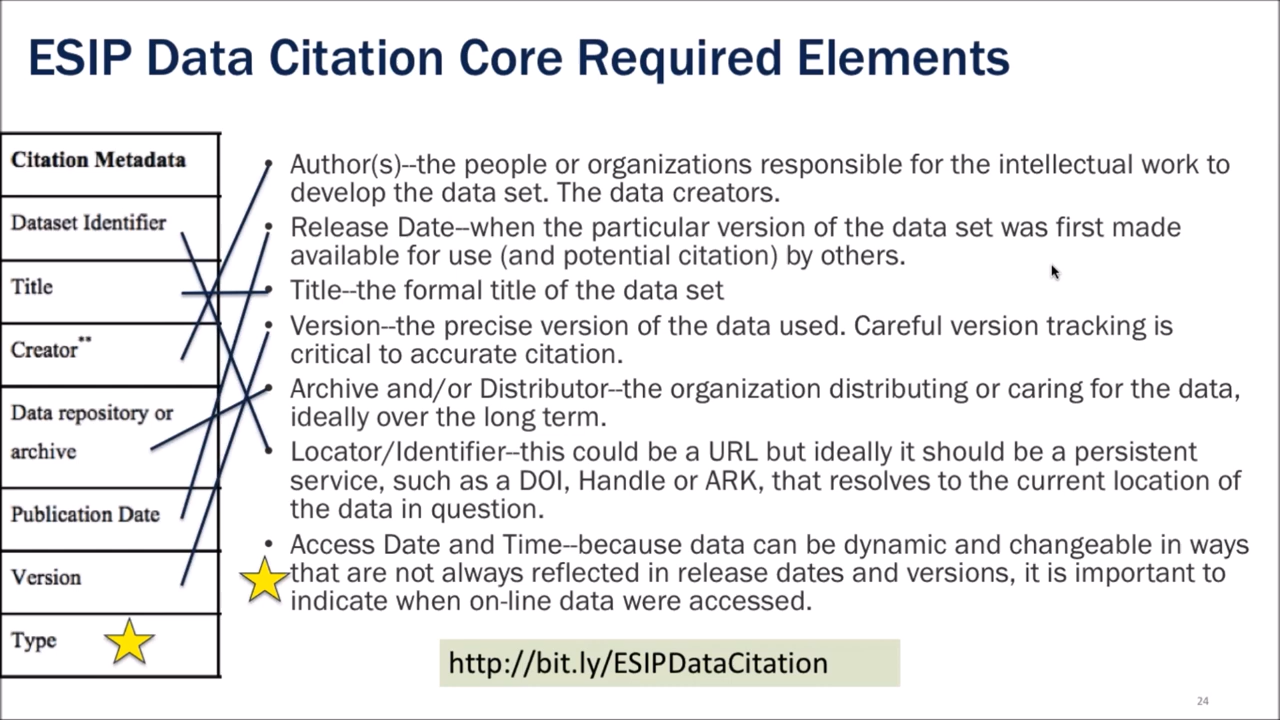 ESIP Data Citation Core Required Elements
Citation Metadata
Dataset Identifier
Title
Creator**
Data repository or
archive
Publication Date
Version
Type
• Author(s)--the people or organizations responsible for the intellectual work to
develop the data set. The data creators.
• Release Date--when the particular version of the data set was first made
available for use (and potential citation) by others.
• Title--the formal title of the data set
• Version--the precise version of the data used. Careful version tracking is
critical to accurate citation.
• Archive and/or Distributor--the organization distributing or caring for the data,
ideally over the long term.
• Locator/Identifier--this could be a URL but ideally it should be a persistent
service, such as a DOI, Handle or ARK, that resolves to the current location of
the data in question.
• Access Date and Time--because data can be dynamic and changeable in ways
that are not always reflected in release dates and versions, it is important to
indicate when on-line data were accessed.
http://bit.ly/ESIPDataCitation
24